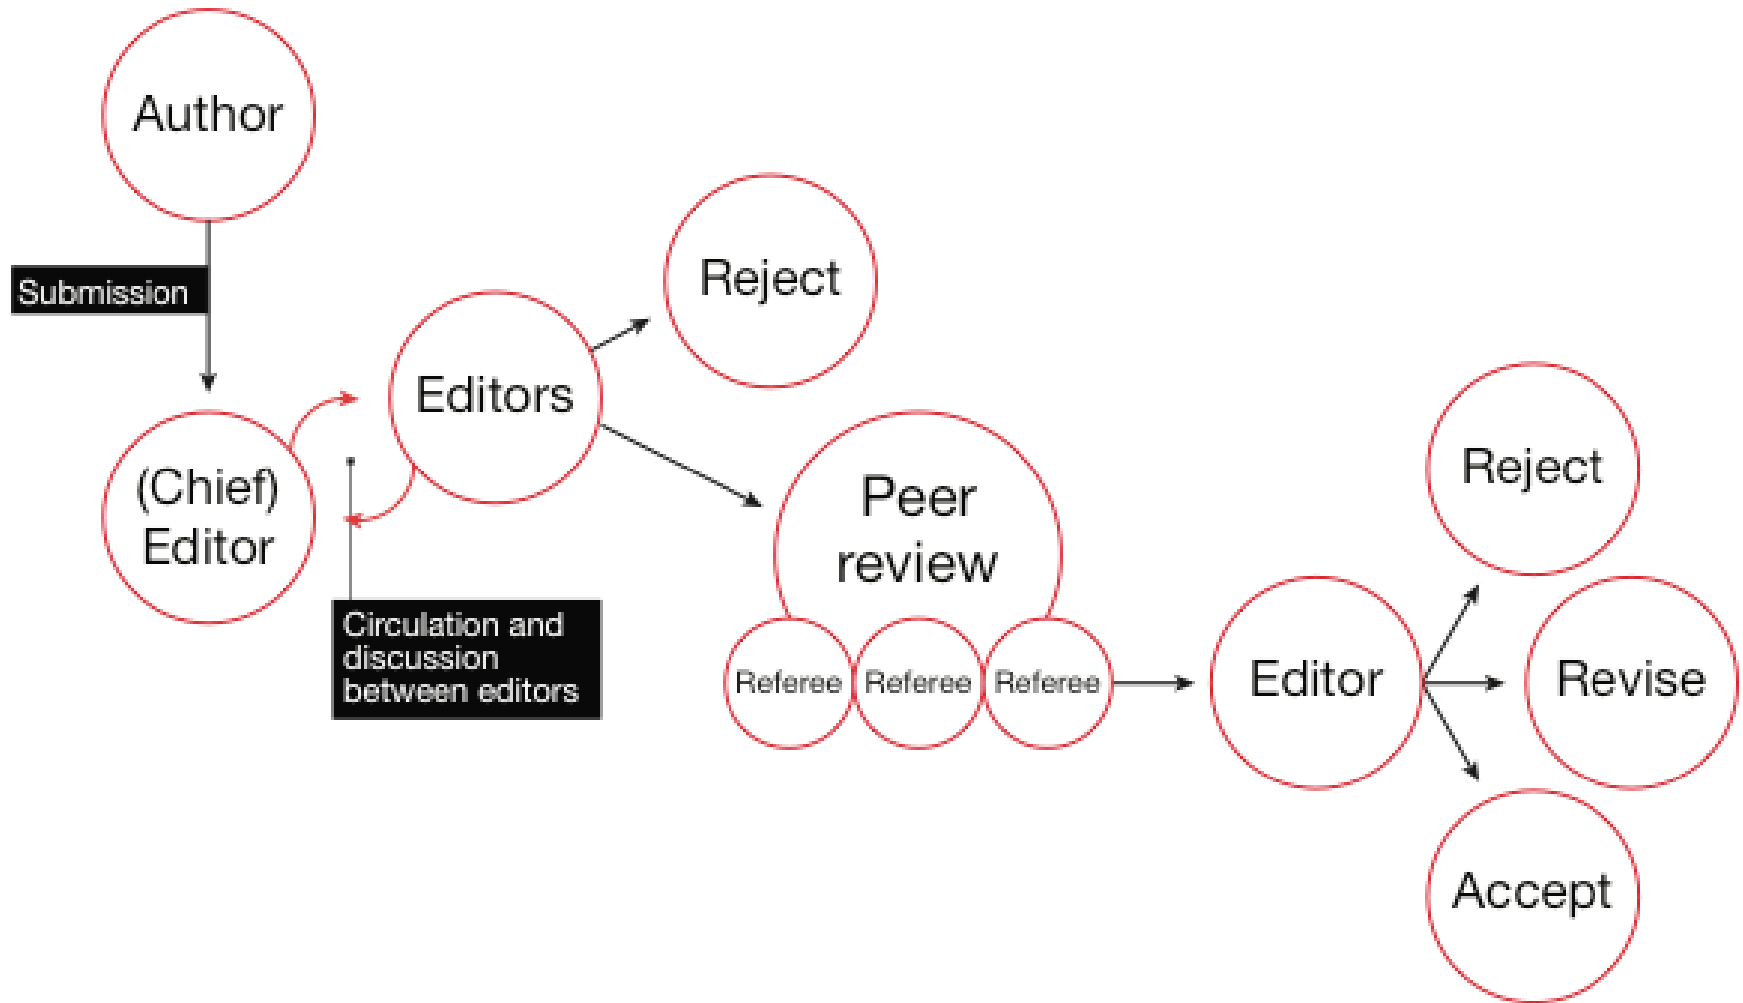 Author
Submission
(Chief)
Editor
Editors
Circulation and
discussion
between editors
Reject
Peer
review
Referee
Referee
Referee
Editor
Reject
Revise
Accept